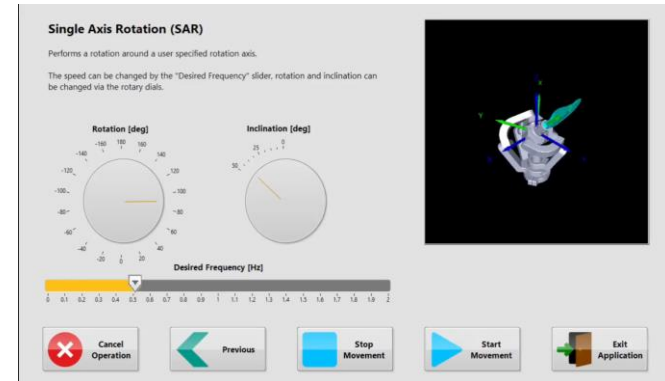 Single Axis Rotation (SAR)
Performs a rotation around a user specified rotation axis.
The speed can be changed by the "Desired Frequency" slider, rotation and inclination can
be changed via the rotary dials.
Rotation [deg]
-160 180 160
-140 140
-120 120
-100 100
-80 80
-60 60
-40 40
-20 0 20
Inclination [deg]
25 0
50
Desired Frequency [Hz]
0 0.1 0.2 0.3 0.4 0.5 0.6 0.7 0.8 0.9 1 1.1 1.2 1.3 1.4 1.5 1.6 1.7 1.8 1.9 2
X
Y
Cancel
Operation
Previous
Stop
Movement
Start
Movement
Exit
Application